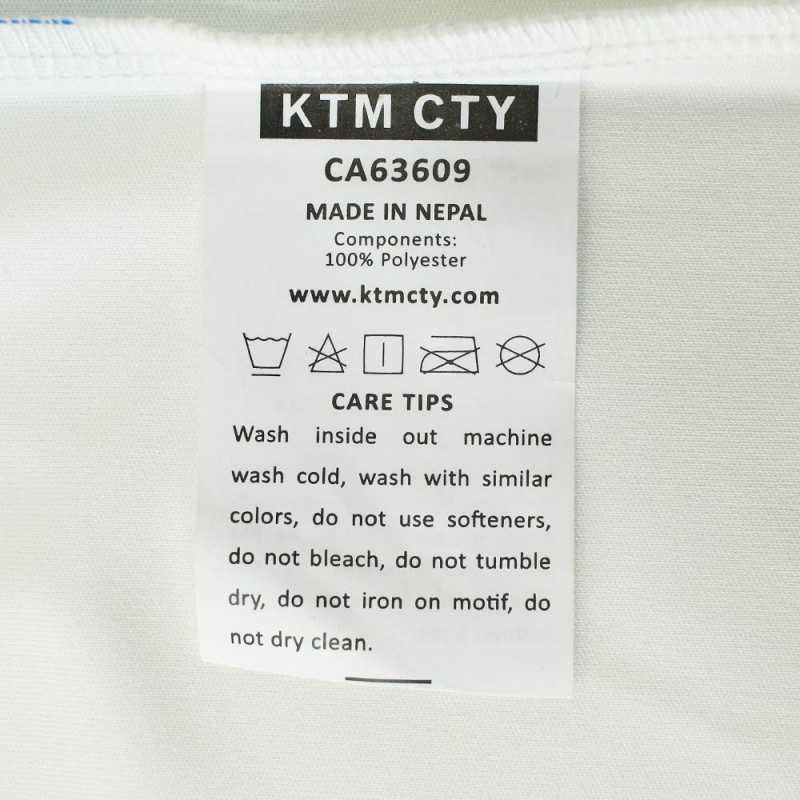 KTM CTY
CA63609
MADE IN NEPAL
Components:
100% Polyester
www.ktmcty.com
CARE TIPS
Wash inside out machine
wash cold, wash with similar
colors, do not use softeners,
do not bleach, do not tumble
dry, do not iron on motif, do
not dry clean.